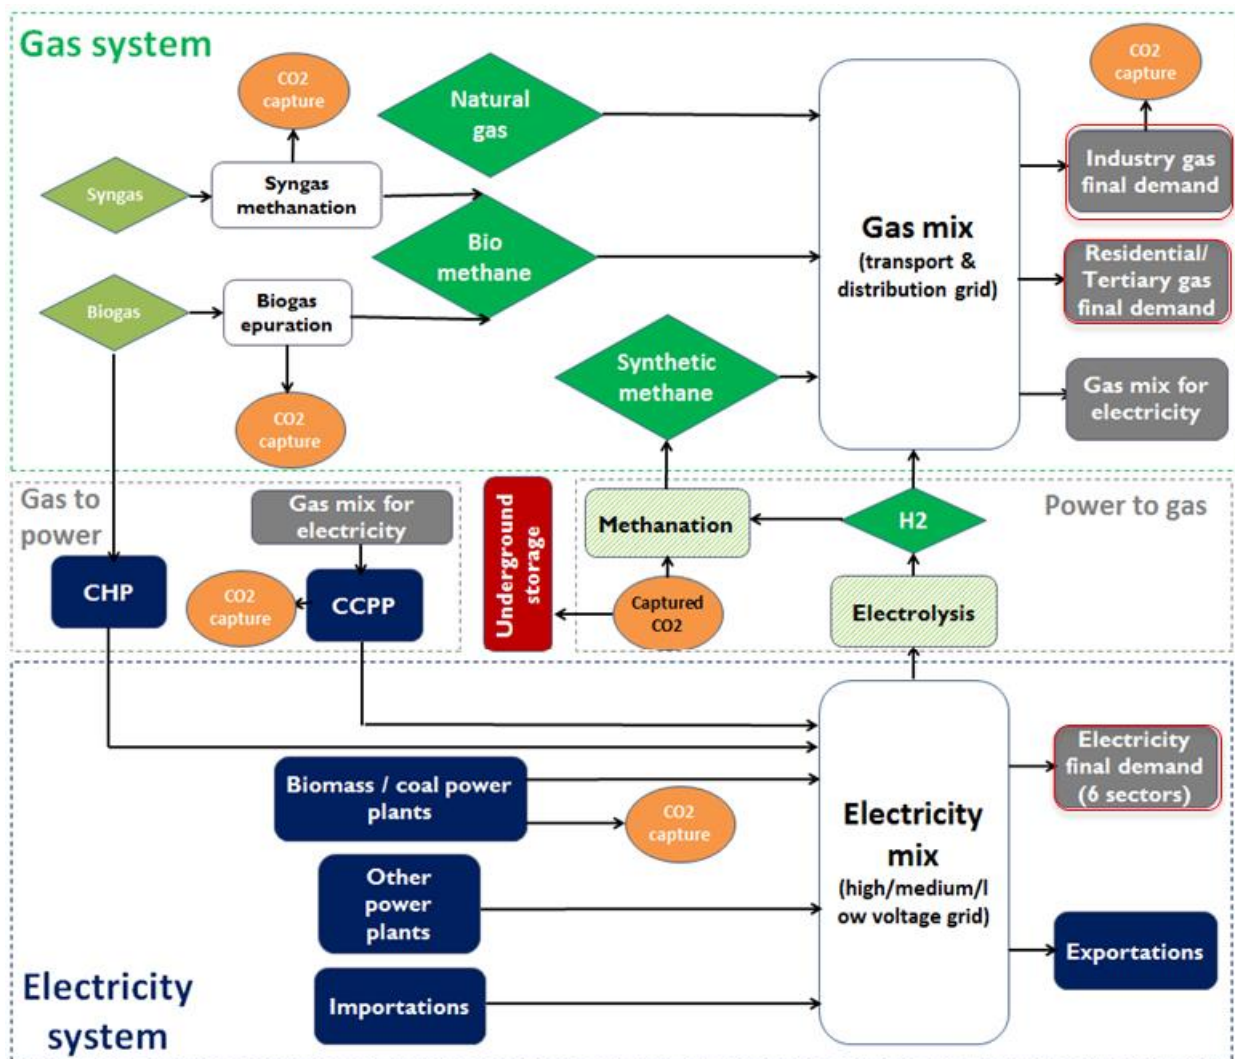 Gas system
CO2
capture
Natural
gas
CO2
capture
Syngas
Syngas
methanation
Industry gas
final demand
Bio
methane
Gas mix
(transport &
distribution grid)
Residential/
Tertiary gas
final demand
Biogas
Biogas
epuration
Synthetic
methane
Gas mix for
electricity
CO2
capture
Gas to
power
Gas mix for
electricity
Underground
storage
Methanation
H2
Power to gas
CHP
CO2
capture
CCPP
Captured
CO2
Electrolysis
Biomass / coal power
plants
CO2
capture
Electricity
mix
(high/medium/l
ow voltage grid)
Electricity
final demand
(6 sectors)
Other
power
plants
Exportations
Importations
Electricity
system